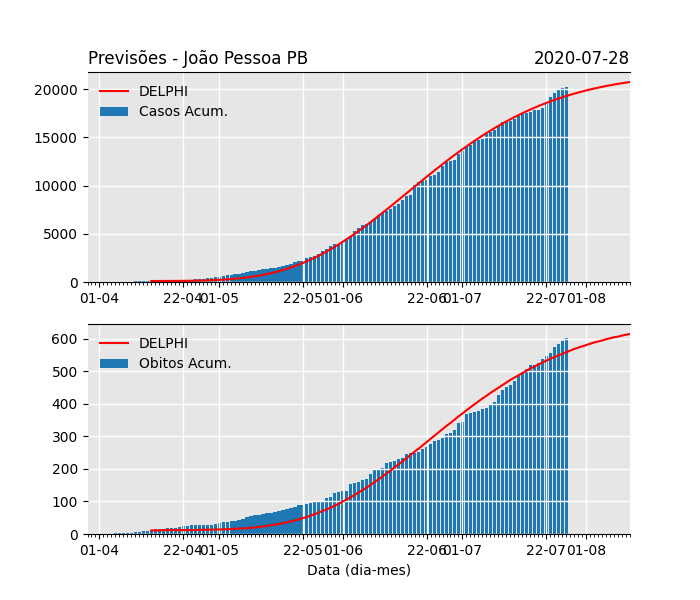 Previsões - João Pessoa PB 2020-07-28
20000
15000
10000
5000
0
DELPHI
Casos Acum.
01-04 22-04 01-05 22-05 01-06 22-06 01-07 22-07 01-08
600
500
400
300
200
100
0
DELPHI
Obitos Acum.
01-04 22-04 01-05 22-05 01-06 22-06 01-07 22-07 01-08
Data (dia-mes)